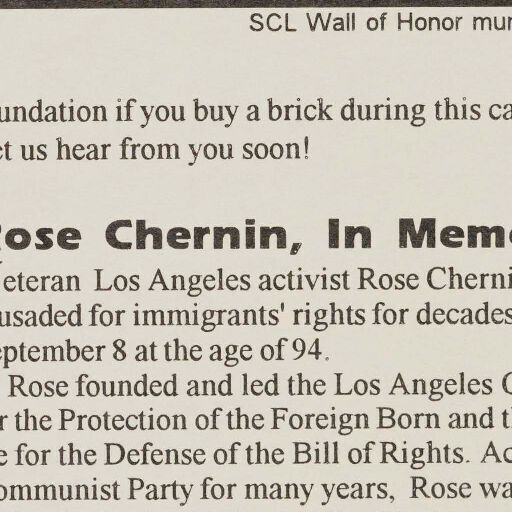 SCL Wall of Honor mur
undation if you buy a brick during this ca
et us hear from you soon!
Rose Chernin, In Mem
eteran Los Angeles activist Rose Cherni
usaded for immigrants' rights for decades
eptember 8 at the age of 94.
Rose founded and led the Los Angeles C
r the Protection of the Foreign Born and t
e for the Defense of the Bill of Rights. Ac
ommunist Party for many years, Rose wa